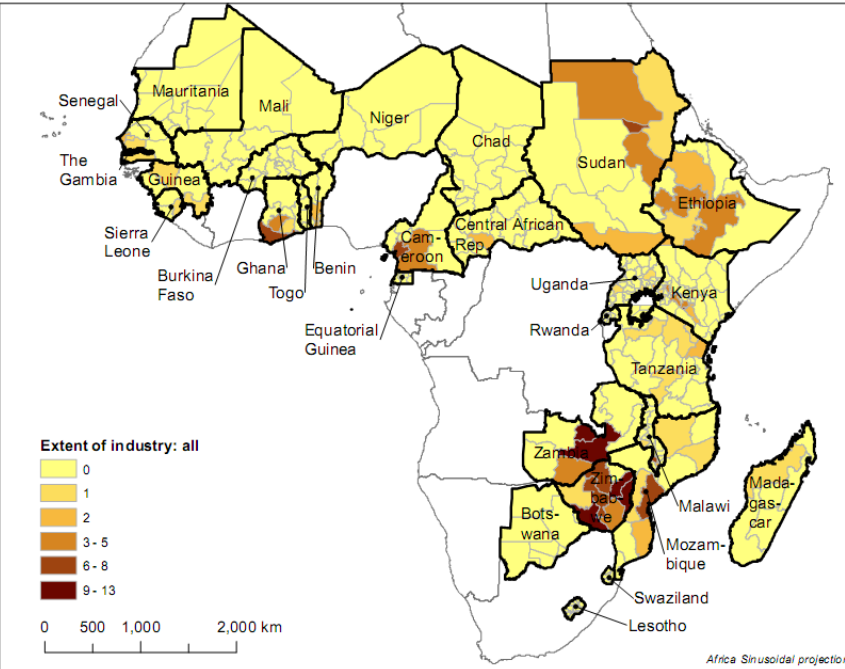 Senegal
Mauritania
Mali
Niger
Chad
Sudan
The
Gambia
Guinea
Ethiopia
Sierra
Leone
Burkina
Faso
Ghana
Togo
Benin
Cam-
eroon
Central African
Rep.
Equatorial
Guinea
Uganda
Kenya
Rwanda
Tanzania
Zambia
Zim-
bab-
we
Malawi
Mada-
gas-
car
Bots-
wana
Mozam-
bique
Swaziland
Lesotho
Extent of industry: all
0
1
2
3 - 5
6 - 8
9 - 13
0 500 1,000 2,000 km
Africa Sinusoidal projection